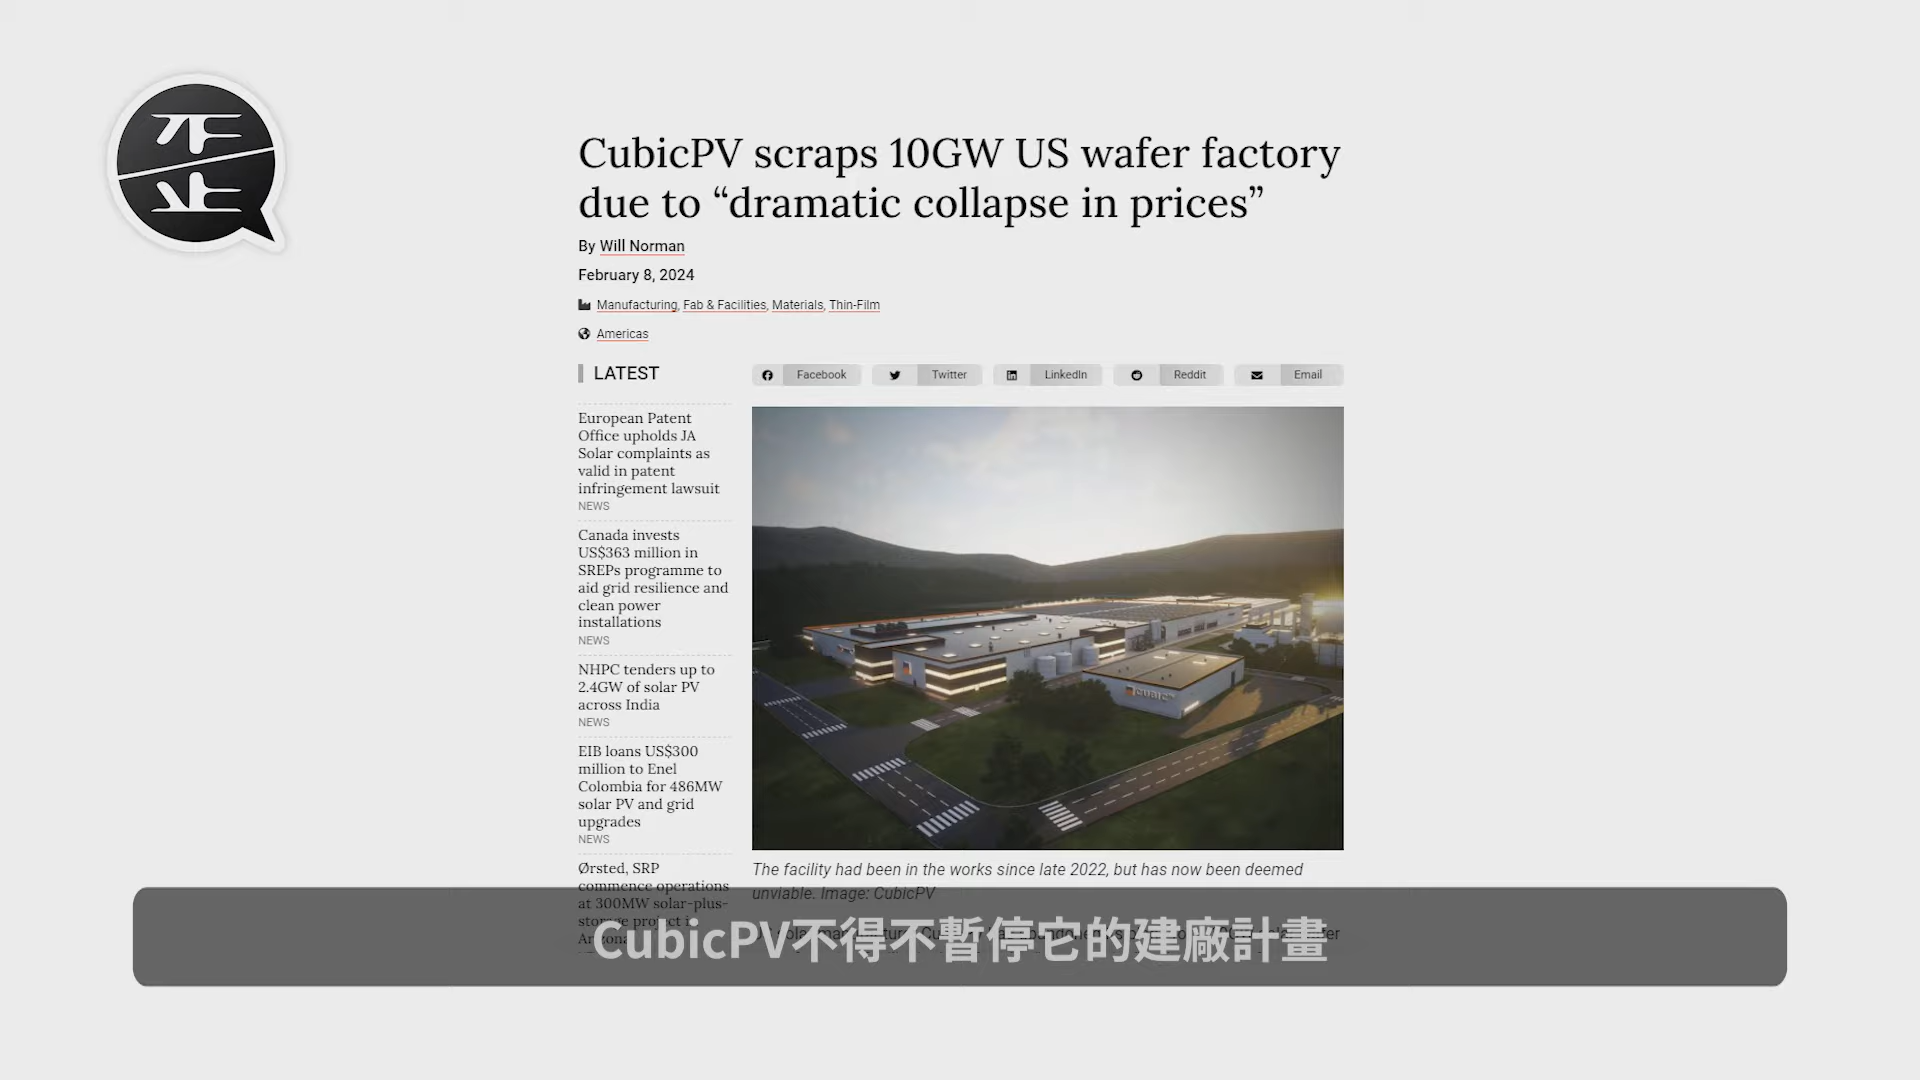 不止
CubicPV scraps 10GW US wafer factory
due to “dramatic collapse in prices”
By Will Norman
February 8, 2024
Manufacturing, Fab & Facilities, Materials, Thin-Film
Americas
LATEST
European Patent
Office upholds JA
Solar complaints as
valid in patent
infringement lawsuit
NEWS
Canada invests
US$363 million in
SREPs programme to
aid grid resilience and
clean power
installations
NEWS
NHPC tenders up to
2.4GW of solar PV
across India
NEWS
EIB loans US$300
million to Enel
Colombia for 486MW
solar PV and grid
upgrades
NEWS
Ørsted, SRP
commence operations
at 300MW solar-plus-
storage project in
Arizona
Facebook Twitter LinkedIn Reddit Email
CUBIC
The facility had been in the works since late 2022, but has now been deemed
unviable. Image: CubicPV
CubicPV不得不暫停它的建廠計畫